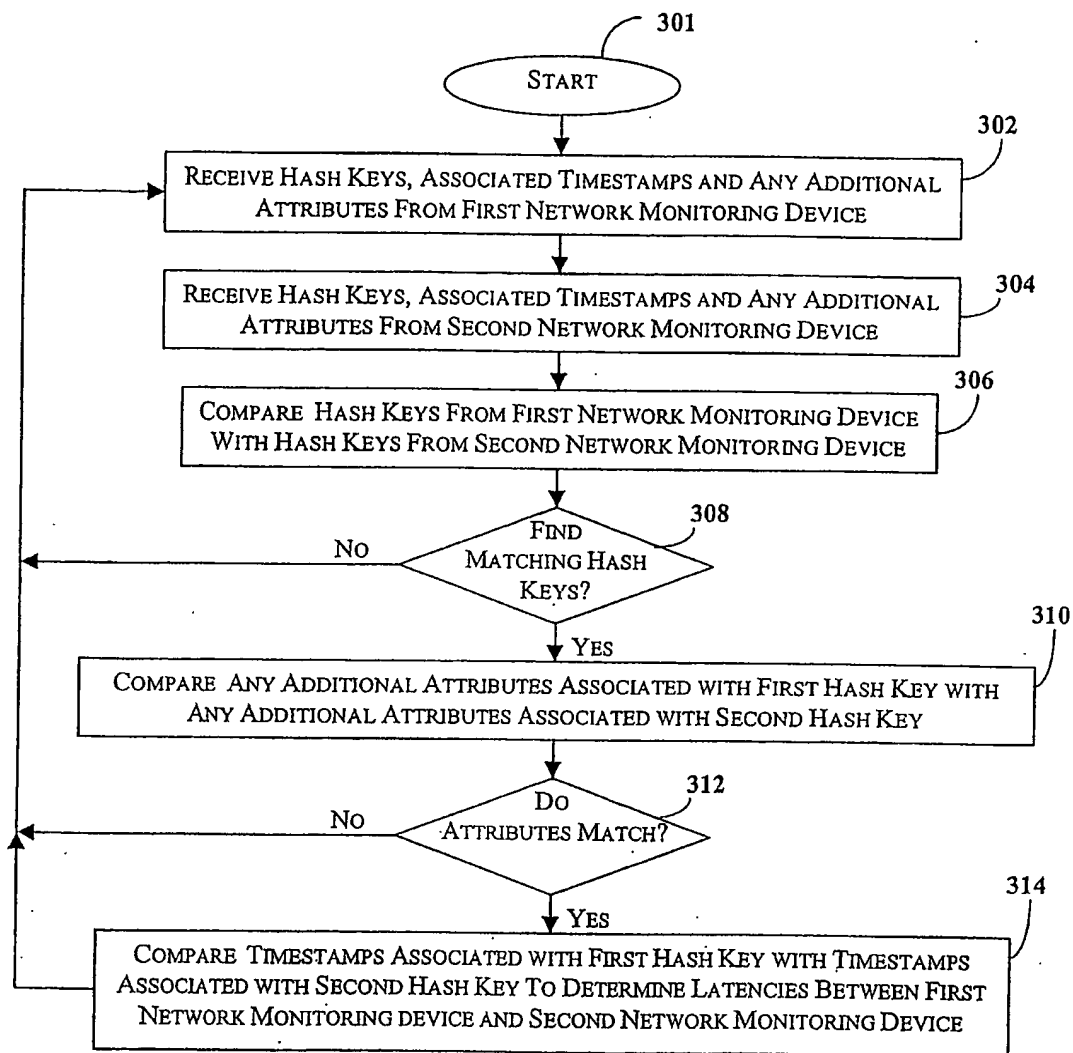 301
START
302
RECEIVE HASH KEYS, ASSOCIATED TIMESTAMPS AND ANY ADDITIONAL
ATTRIBUTES FROM FIRST NETWORK MONITORING DEVICE
304
RECEIVE HASH KEYS, ASSOCIATED TIMESTAMPS AND ANY ADDITIONAL
ATTRIBUTES FROM SECOND NETWORK MONITORING DEVICE
306
COMPARE HASH KEYS FROM FIRST NETWORK MONITORING DEVICE
WITH HASH KEYS FROM SECOND NETWORK MONITORING DEVICE
308
FIND
MATCHING HASH
KEYS?
NO
YES
310
COMPARE ANY ADDITIONAL ATTRIBUTES ASSOCIATED WITH FIRST HASH KEY WITH
ANY ADDITIONAL ATTRIBUTES ASSOCIATED WITH SECOND HASH KEY
312
DO
ATTRIBUTES MATCH?
NO
YES
314
COMPARE TIMESTAMPS ASSOCIATED WITH FIRST HASH KEY WITH TIMESTAMPS
ASSOCIATED WITH SECOND HASH KEY TO DETERMINE LATENCIES BETWEEN FIRST
NETWORK MONITORING DEVICE AND SECOND NETWORK MONITORING DEVICE